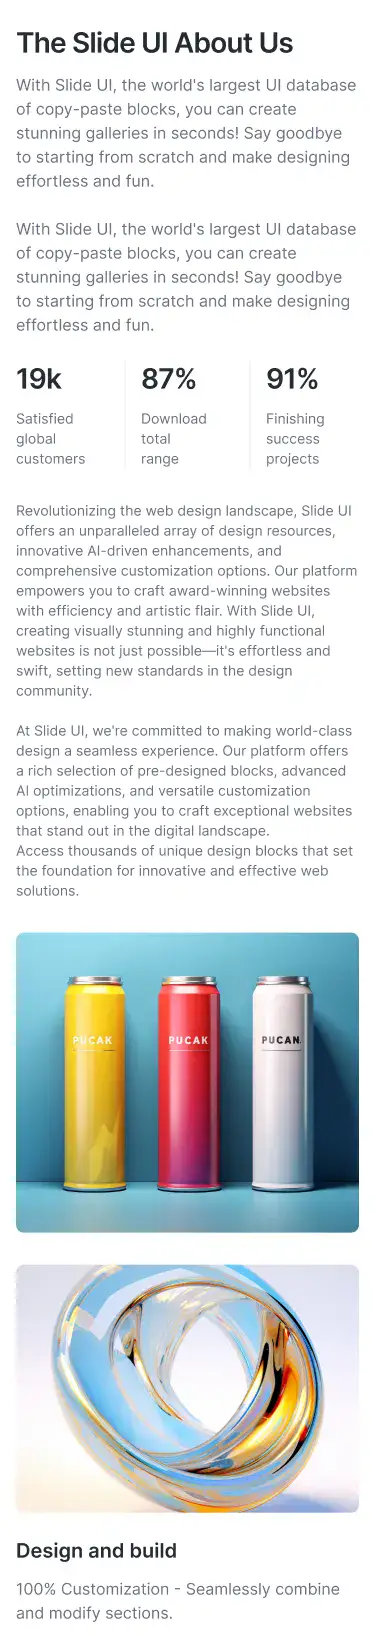 The Slide UI About Us
With Slide UI, the world's largest UI database
of copy-paste blocks, you can create
stunning galleries in seconds! Say goodbye
to starting from scratch and make designing
effortless and fun.
With Slide UI, the world's largest UI database
of copy-paste blocks, you can create
stunning galleries in seconds! Say goodbye
to starting from scratch and make designing
effortless and fun.
19k
Satisfied
global
customers
87%
Download
total
range
91%
Finishing
success
projects
Revolutionizing the web design landscape, Slide UI
offers an unparalleled array of design resources,
innovative AI-driven enhancements, and
comprehensive customization options. Our platform
empowers you to craft award-winning websites
with efficiency and artistic flair. With Slide UI,
creating visually stunning and highly functional
websites is not just possible—it's effortless and
swift, setting new standards in the design
community.
At Slide UI, we're committed to making world-class
design a seamless experience. Our platform offers
a rich selection of pre-designed blocks, advanced
AI optimizations, and versatile customization
options, enabling you to craft exceptional websites
that stand out in the digital landscape.
Access thousands of unique design blocks that set
the foundation for innovative and effective web
solutions.
PUCAK
PUCAK
PUCAN
Design and build
100% Customization - Seamlessly combine
and modify sections.